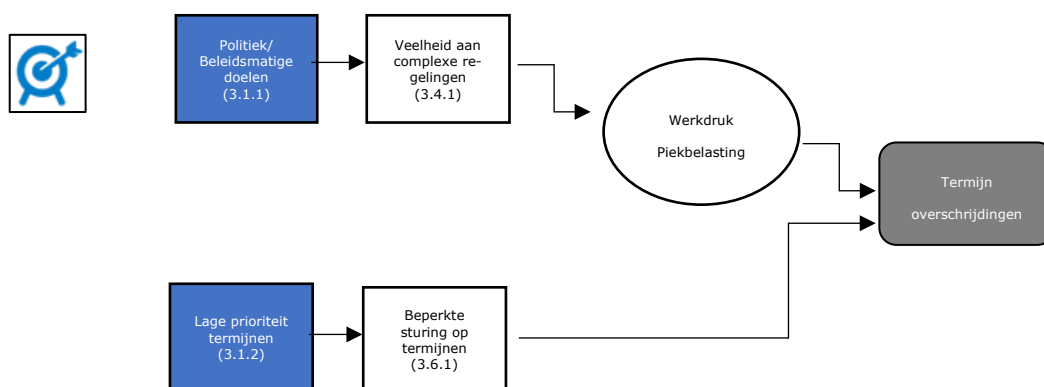 Politiek/
Beleidsmatige
doelen
(3.1.1)
Veelheid aan
complexe re-
gelingen
(3.4.1)
Werkdruk
Piekbelasting
Termijn
overschrijdingen
Lage prioriteit
termijnen
(3.1.2)
Beperkte
sturing op
termijnen
(3.6.1)